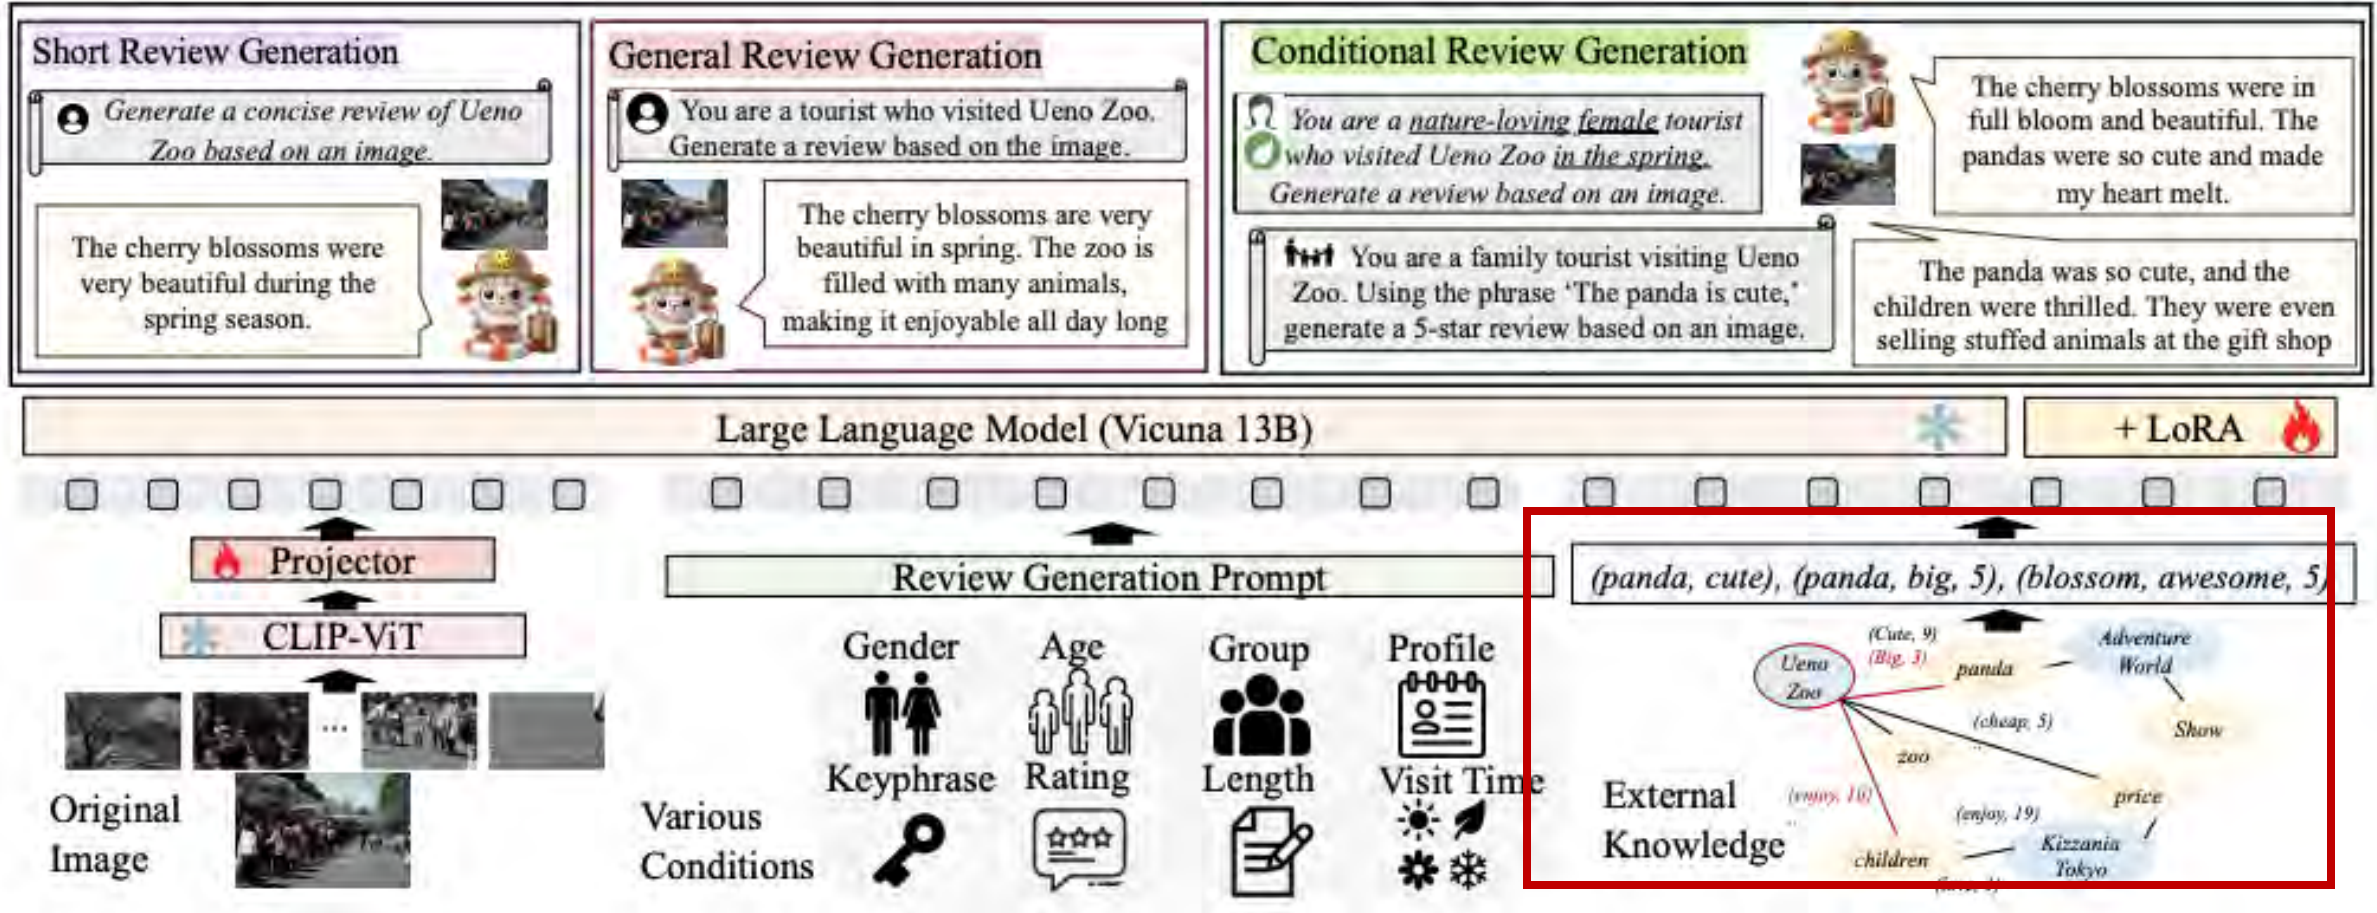 Short Review Generation
Generate a concise review of Ueno
Zoo based on an image.
The cherry blossoms were
very beautiful during the
spring season.
General Review Generation
You are a tourist who visited Ueno Zoo.
Generate a review based on the image.
The cherry blossoms are very
beautiful in spring. The zoo is
filled with many animals,
making it enjoyable all day long
Conditional Review Generation
You are a nature-loving female tourist
who visited Ueno Zoo in the spring.
Generate a review based on an image.
The cherry blossoms were in
full bloom and beautiful. The
pandas were so cute and made
my heart melt.
You are a family tourist visiting Ueno
Zoo. Using the phrase ‘The panda is cute,’
generate a 5-star review based on an image.
The panda was so cute, and the
children were thrilled. They were even
selling stuffed animals at the gift shop
Large Language Model (Vicuna 13B)
+ LoRA
Projector
CLIP-ViT
...
Original
Image
Review Generation Prompt
Gender
Age
Group
Profile
Keyphrase
Rating
Length
Visit Time
Various
Conditions
(panda, cute), (panda, big, 5), (blossom, awesome, 5)
(Cute, 9)
(Big, 3)
Ueno
Zoo
panda
Adventure
World
(cheap, 5)
Show
zoo
External
Knowledge
(enjoy, 10)
price
(enjoy, 19)
children
Kizzania
Tokyo